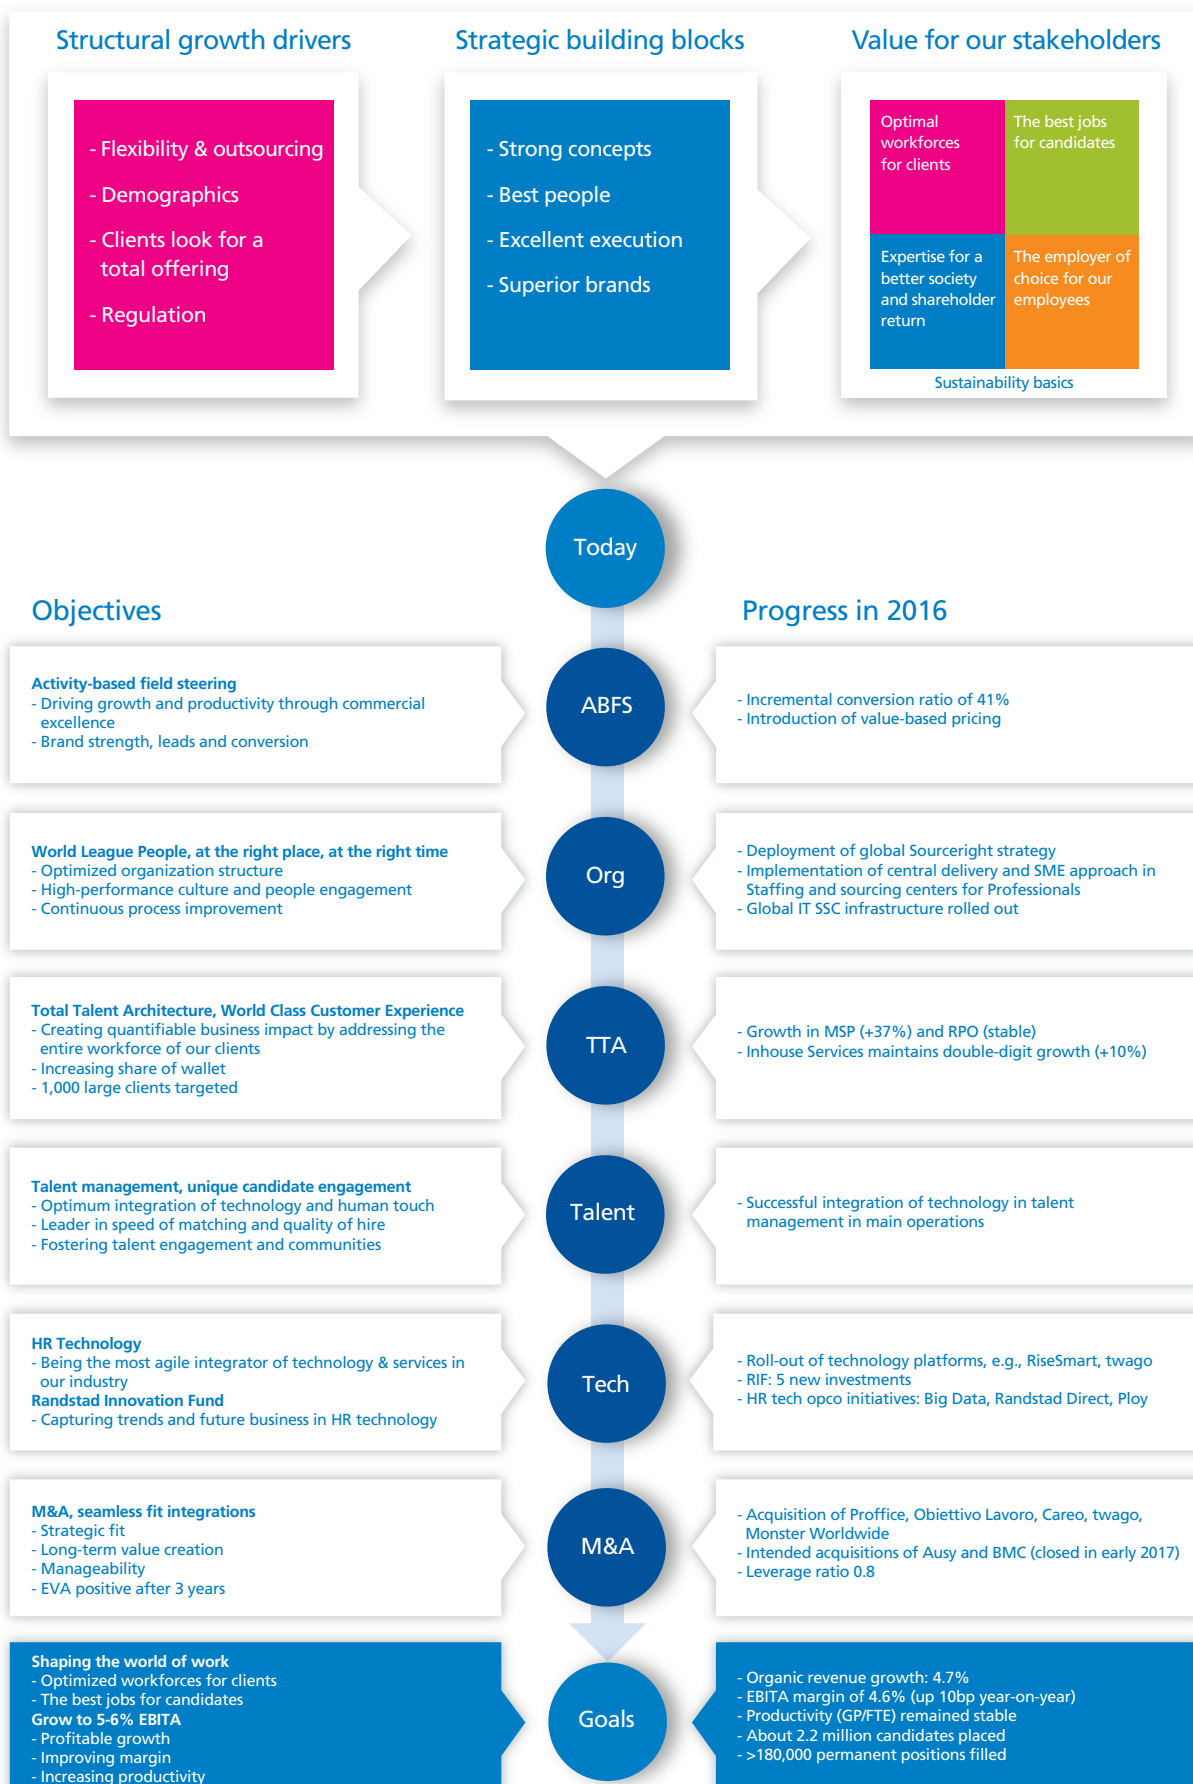 Structural growth drivers
- Flexibility & outsourcing
- Demographics
- Clients look for a
total offering
- Regulation
Strategic building blocks
- Strong concepts
- Best people
- Excellent execution
- Superior brands
Value for our stakeholders
Optimal
workforces
for clients
The best jobs
for candidates
Expertise for a
better society
and shareholder
return
The employer of
choice for our
employees
Sustainability basics
Today
Objectives
Progress in 2016
Activity-based field steering
- Driving growth and productivity through commercial
excellence
- Brand strength, leads and conversion
ABFS
- Incremental conversion ratio of 41%
- Introduction of value-based pricing
World League People, at the right place, at the right time
- Optimized organization structure
- High-performance culture and people engagement
- Continuous process improvement
Org
- Deployment of global Sourceright strategy
- Implementation of central delivery and SME approach in
Staffing and sourcing centers for Professionals
- Global IT SSC infrastructure rolled out
Total Talent Architecture, World Class Customer Experience
- Creating quantifiable business impact by addressing the
entire workforce of our clients
- Increasing share of wallet
- 1,000 large clients targeted
TTA
- Growth in MSP (+37%) and RPO (stable)
- Inhouse Services maintains double-digit growth (+10%)
Talent management, unique candidate engagement
- Optimum integration of technology and human touch
- Leader in speed of matching and quality of hire
- Fostering talent engagement and communities
Talent
- Successful integration of technology in talent
management in main operations
HR Technology
- Being the most agile integrator of technology & services in
our industry
Randstad Innovation Fund
- Capturing trends and future business in HR technology
Tech
- Roll-out of technology platforms, e.g., RiseSmart, twago
- RIF: 5 new investments
- HR tech opco initiatives: Big Data, Randstad Direct, Ploy
M&A, seamless fit integrations
- Strategic fit
- Long-term value creation
- Manageability
- EVA positive after 3 years
M&A
- Acquisition of Proffice, Obiettivo Lavoro, Careo, twago,
Monster Worldwide
- Intended acquisitions of Ausy and BMC (closed in early 2017)
- Leverage ratio 0.8
Shaping the world of work
- Optimized workforces for clients
- The best jobs for candidates
Grow to 5-6% EBITA
- Profitable growth
- Improving margin
- Increasing productivity
Goals
- Organic revenue growth: 4.7%
- EBITA margin of 4.6% (up 10bp year-on-year)
- Productivity (GP/FTE) remained stable
- About 2.2 million candidates placed
- >180,000 permanent positions filled